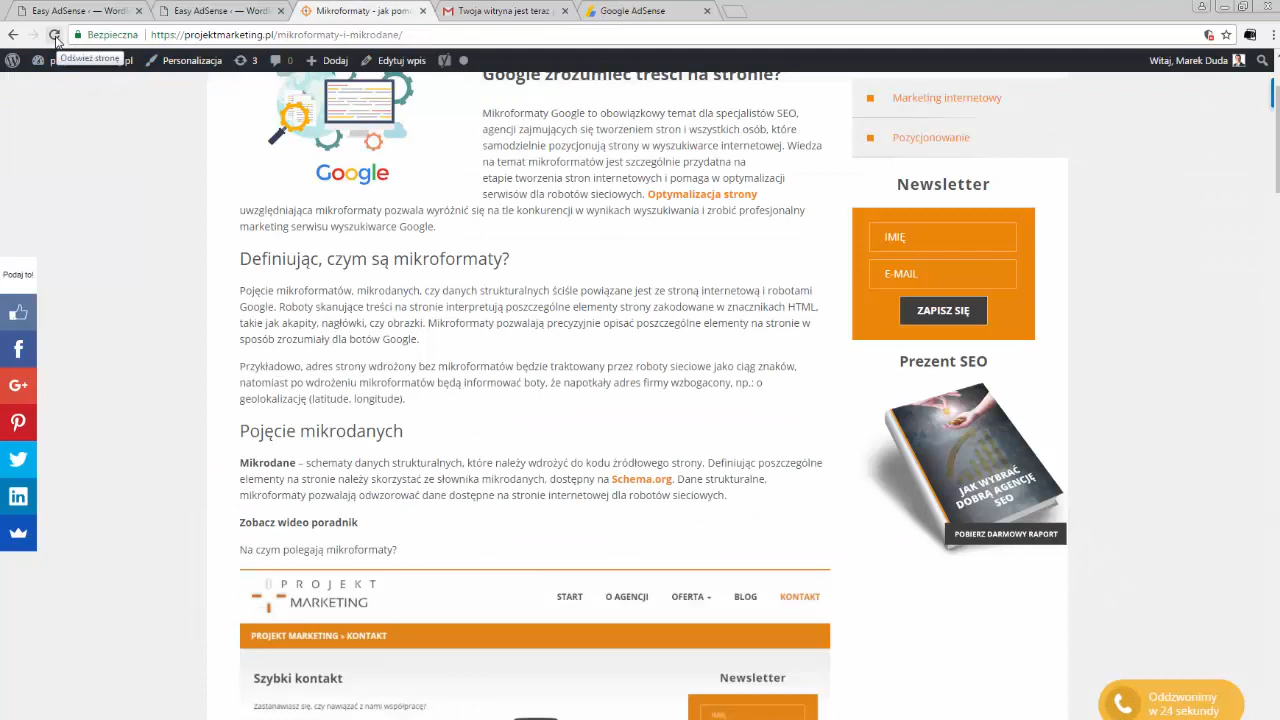 Easy AdSense — WordPr
Easy AdSense — WordPr
Mikroformaty - jak pomó
Twoja witryna jest teraz
Google AdSense
Bezpieczna
https://projektmarketing.pl/mikroformaty-i-mikrodane/
Odśwież stronę
Personalizacja
3
0
Dodaj
Edytuj wpis
Witaj, Marek Duda
Google zrozumieć treści na stronie?
Google
Mikroformaty Google to obowiązkowy temat dla specjalistów SEO,
agencji zajmujących się tworzeniem stron i wszystkich osób, które
samodzielnie pozycjonują strony w wyszukiwarce internetowej. Wiedza
na temat mikroformatów jest szczególnie przydatna na
etapie tworzenia stron internetowych i pomaga w optymalizacji
serwisów dla robotów sieciowych. Optymalizacja strony
uwzględniająca mikroformaty pozwala wyróżnić się na tle konkurencji w wynikach wyszukiwania i zrobić profesjonalny
marketing serwisu wyszukiwarce Google.
Definiując, czym są mikroformaty?
Pojęcie mikroformatów, mikrodanych, czy danych strukturalnych ściśle powiązane jest ze stroną internetową i robotami
Google. Roboty skanujące treści na stronie interpretują poszczególne elementy strony zakodowane w znacznikach HTML,
takie jak akapity, nagłówki, czy obrazki. Mikroformaty pozwalają precyzyjnie opisać poszczególne elementy na stronie w
sposób zrozumiały dla botów Google.
Przykładowo, adres strony wdrożony bez mikroformatów będzie traktowany przez roboty sieciowe jako ciąg znaków,
natomiast po wdrożeniu mikroformatów będą informować boty, że napotkały adres firmy wzbogacony, np.: o
geolokalizację (latitude, longitude).
Pojęcie mikrodanych
Mikrodane – schematy danych strukturalnych, które należy wdrożyć do kodu źródłowego strony. Definiując poszczególne
elementy na stronie należy skorzystać ze słownika mikrodanych, dostępny na Schema.org. Dane strukturalne,
mikroformaty pozwalają odwzorować dane dostępne na stronie internetowej dla robotów sieciowych.
Zobacz wideo poradnik
Na czym polegają mikroformaty?
PROJEKT
MARKETING
START
O AGENCJI
OFERTA
BLOG
KONTAKT
PROJEKT MARKETING » KONTAKT
Szybki kontakt
Zastanawiasz się, czy nawiązać z nami współpracę?
Newsletter
IMIĘ
Marketing internetowy
Pozycjonowanie
Newsletter
IMIĘ
E-MAIL
ZAPISZ SIĘ
Prezent SEO
JAK WYBRAĆ
DOBRĄ AGENCJĘ
SEO
POBIERZ DARMOWY RAPORT
Podaj to!
Oddzwonimy
w 24 sekundy